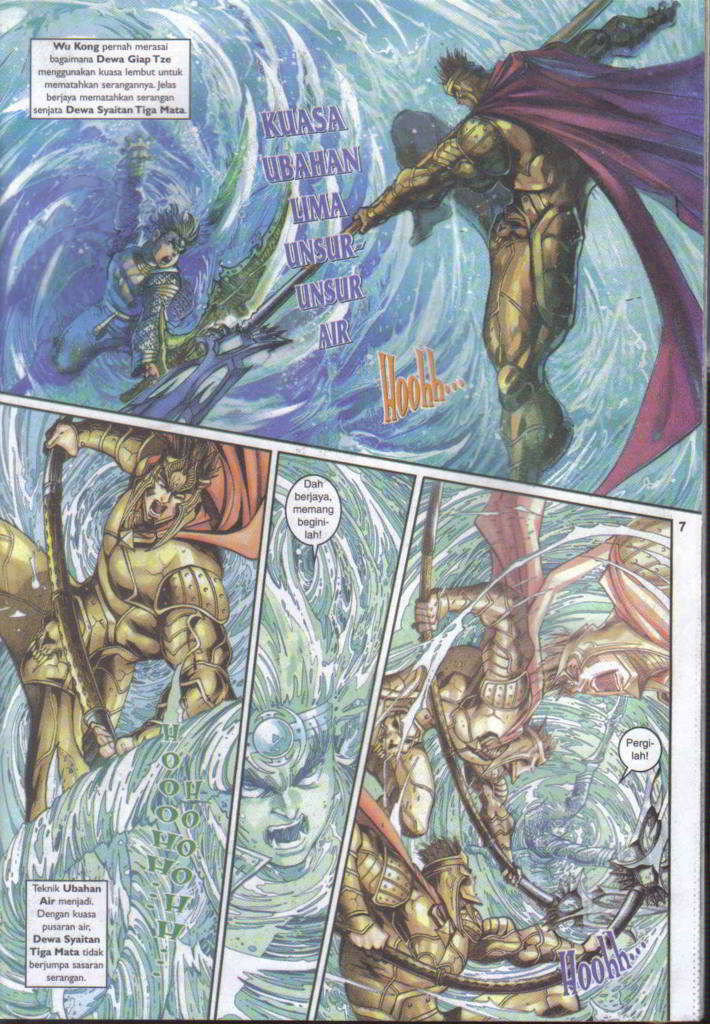 Wu Kong pernah merasai
bagaimana Dewa Giap Tze
menggunakan kuasa lembut untuk
mematahkan serangannya. Jelas
berjaya mematahkan serangan
senjata Dewa Syaitan Tiga Mata.
KUASA
UBAHAN
LIMA
UNSUR-
UNSUR
AIR
Hoohh...
7
Dah
berjaya,
memang
begini-
lah!
HOOOOHOHH!..
HOOHOHH...
Teknik Ubahan
Air menjadi.
Dengan kuasa
pusaran air,
Dewa Syaitan
Tiga Mata tidak
berjumpa sasaran
serangan.
Pergi-
lah!
Hoohh...